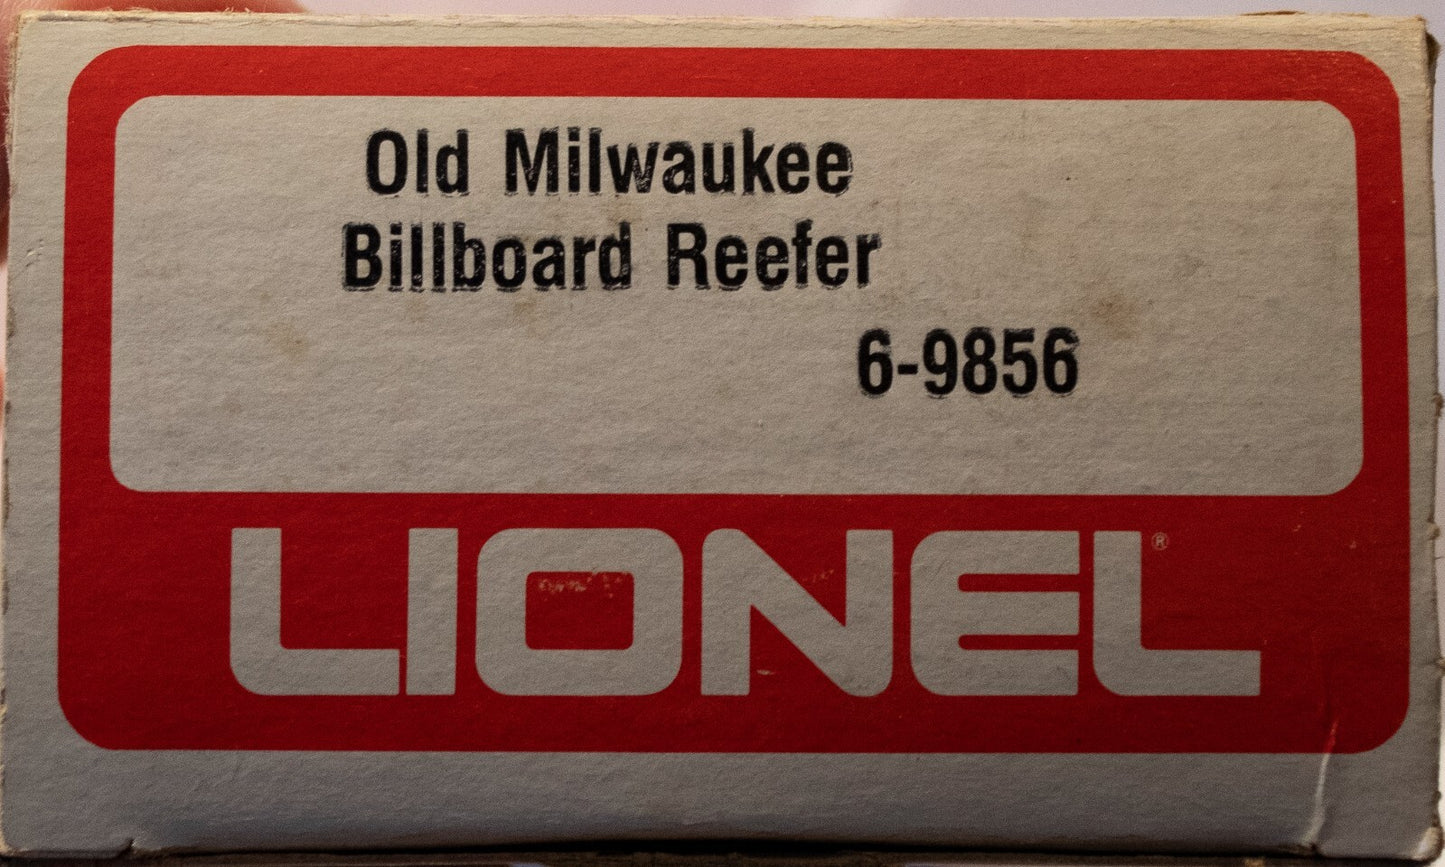 Old Milwaukee
Billboard Reefer
6-9856
LIONEL®